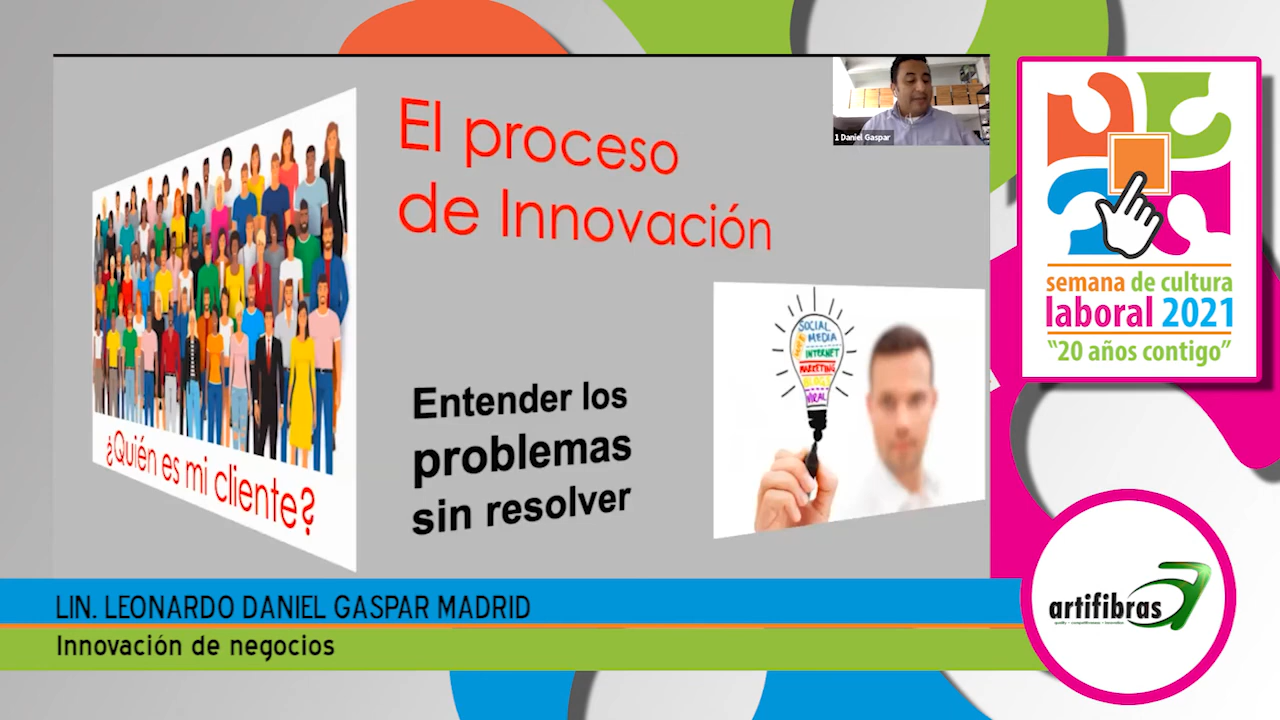 El proceso
de Innovación
1 Daniel Gaspar
¿Quién es mi cliente?
Entender los
problemas
sin resolver
SOCIAL
MEDIA
INTERNET
MARKETING
VIRAL
semana de cultura
laboral 2021
“20 años contigo”
artifibras
LIN. LEONARDO DANIEL GASPAR MADRID
Innovación de negocios